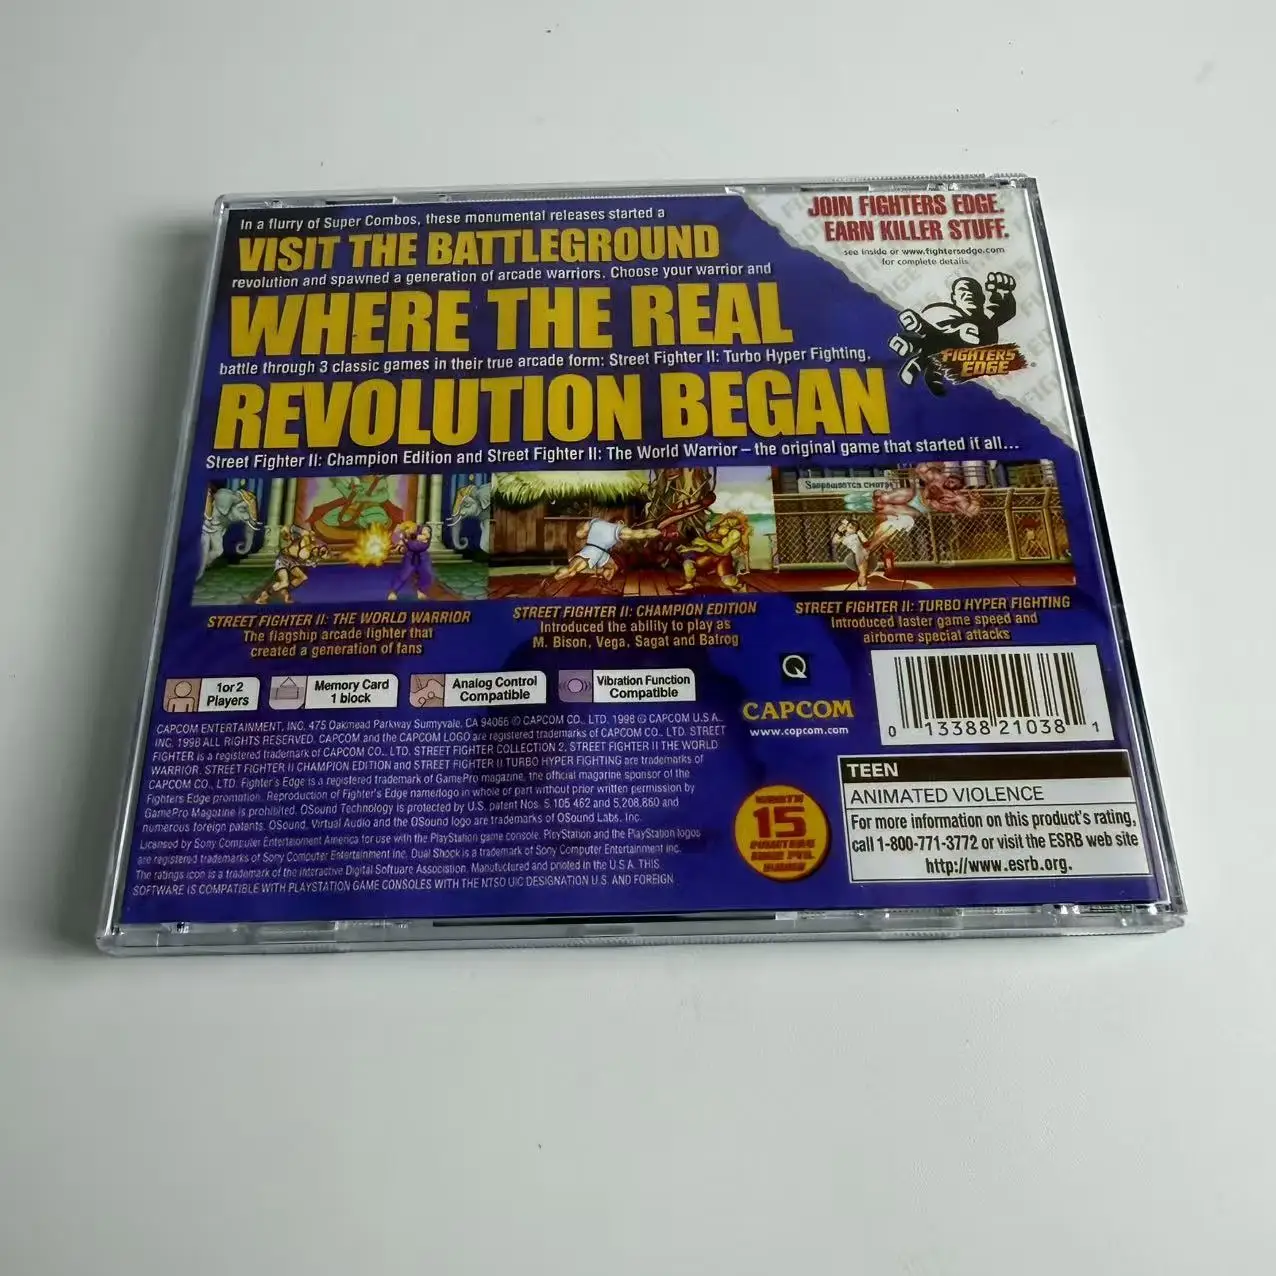 In a flurry of Super Combos, these monumental releases started a
VISIT THE BATTLEGROUND
revolution and spawned a generation of arcade warriors. Choose your warrior and
WHERE THE REAL
battle through 3 classic games in their true arcade form: Street Fighter II: Turbo Hyper Fighting,
REVOLUTION BEGAN
Street Fighter II: Champion Edition and Street Fighter II: The World Warrior – the original game that started it all...
JOIN FIGHTERS EDGE.
EARN KILLER STUFF.
see inside or www.fightersedge.com
for complete details
FIGHTERS
EDGE
STREET FIGHTER II: THE WORLD WARRIOR
The flagship arcade fighter that
created a generation of fans
STREET FIGHTER II: CHAMPION EDITION
Introduced the ability to play as
M. Bison, Vega, Sagat and Balrog
STREET FIGHTER II: TURBO HYPER FIGHTING
Introduced faster game speed and
airborne special attacks
1 or 2
Players
Memory Card
1 block
Analog Control
Compatible
Vibration Function
Compatible
Q
CAPCOM
www.capcom.com
0 13388 21038 1
CAPCOM ENTERTAINMENT, INC. 475 Oakmead Parkway Sunnyvale, CA 94086 © CAPCOM CO., LTD. 1998 © CAPCOM U.S.A.,
INC. 1998 ALL RIGHTS RESERVED. CAPCOM and the CAPCOM LOGO are registered trademarks of CAPCOM CO., LTD. STREET
FIGHTER is a registered trademark of CAPCOM CO., LTD. STREET FIGHTER COLLECTION 2, STREET FIGHTER II THE WORLD
WARRIOR, STREET FIGHTER II CHAMPION EDITION and STREET FIGHTER II TURBO HYPER FIGHTING are trademarks of
CAPCOM CO., LTD. Fighter's Edge is a registered trademark of GamePro magazine, the official magazine sponsor of the
Fighters Edge promotion. Reproduction of Fighter's Edge name/logo in whole or part without prior written permission by
GamePro Magazine is prohibited. QSound Technology is protected by U.S. patent Nos. 5,105,462 and 5,208,860 and
numerous foreign patents. QSound, Virtual Audio and the QSound logo are trademarks of QSound Labs, Inc.
Licensed by Sony Computer Entertainment America for use with the PlayStation game console. PlayStation and the PlayStation logos
are registered trademarks of Sony Computer Entertainment Inc. Dual Shock is a trademark of Sony Computer Entertainment Inc.
The ratings icon is a trademark of the Interactive Digital Software Association. Manufactured and printed in the U.S.A. THIS
SOFTWARE IS COMPATIBLE WITH PLAYSTATION GAME CONSOLES WITH THE NTSC U/C DESIGNATION U.S. AND FOREIGN
WORTH
15
FIGHTERS
EDGE PTS.
TEEN
ANIMATED VIOLENCE
For more information on this product's rating,
call 1-800-771-3772 or visit the ESRB web site
http://www.esrb.org.